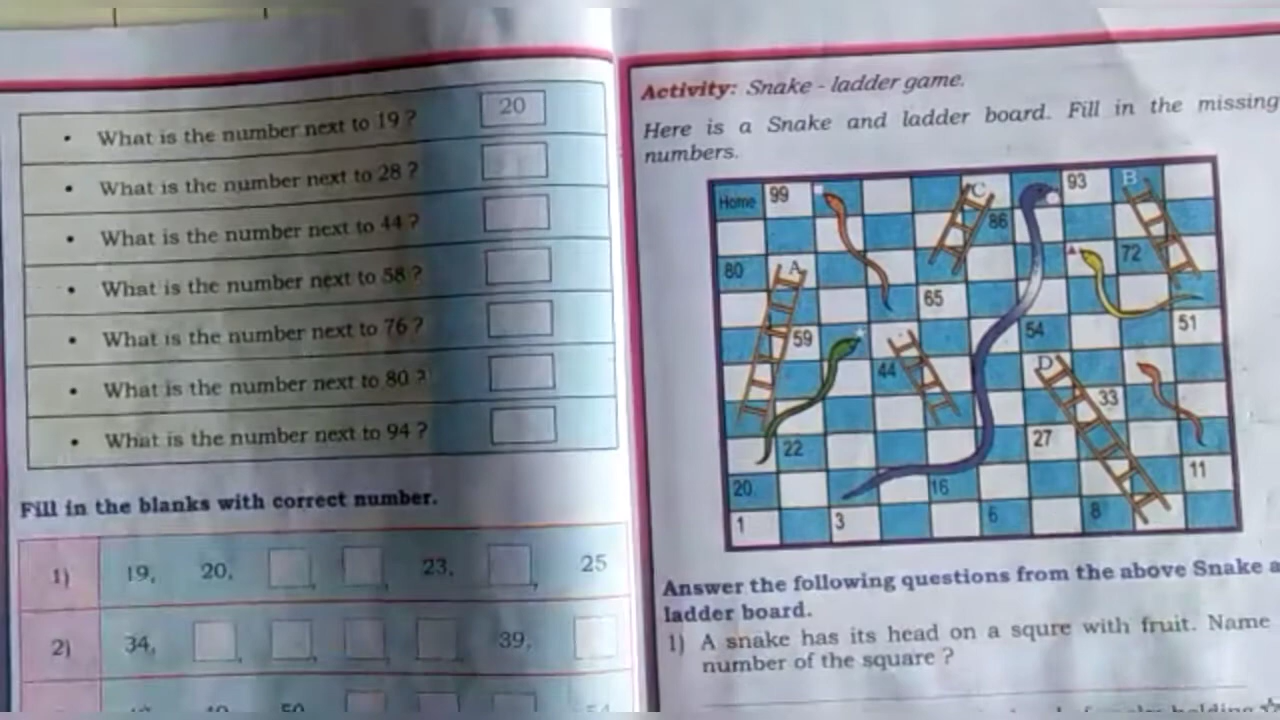 • What is the number next to 19 ? 20
• What is the number next to 28 ?
• What is the number next to 44 ?
• What is the number next to 58 ?
• What is the number next to 76 ?
• What is the number next to 80 ?
• What is the number next to 94 ?
Fill in the blanks with correct number.
1) 19, 20, , , 23, , 25
2) 34, , , , , 39,
50
Activity: Snake - ladder game.
Here is a Snake and ladder board. Fill in the missing
numbers.
Home 99 C 93 B
86
80 A 72
65
59 54 51
44 D
33
22 27
20 16 11
1 3 6 8
Answer the following questions from the above Snake a
ladder board.
1) A snake has its head on a squre with fruit. Name
number of the square ?
holding